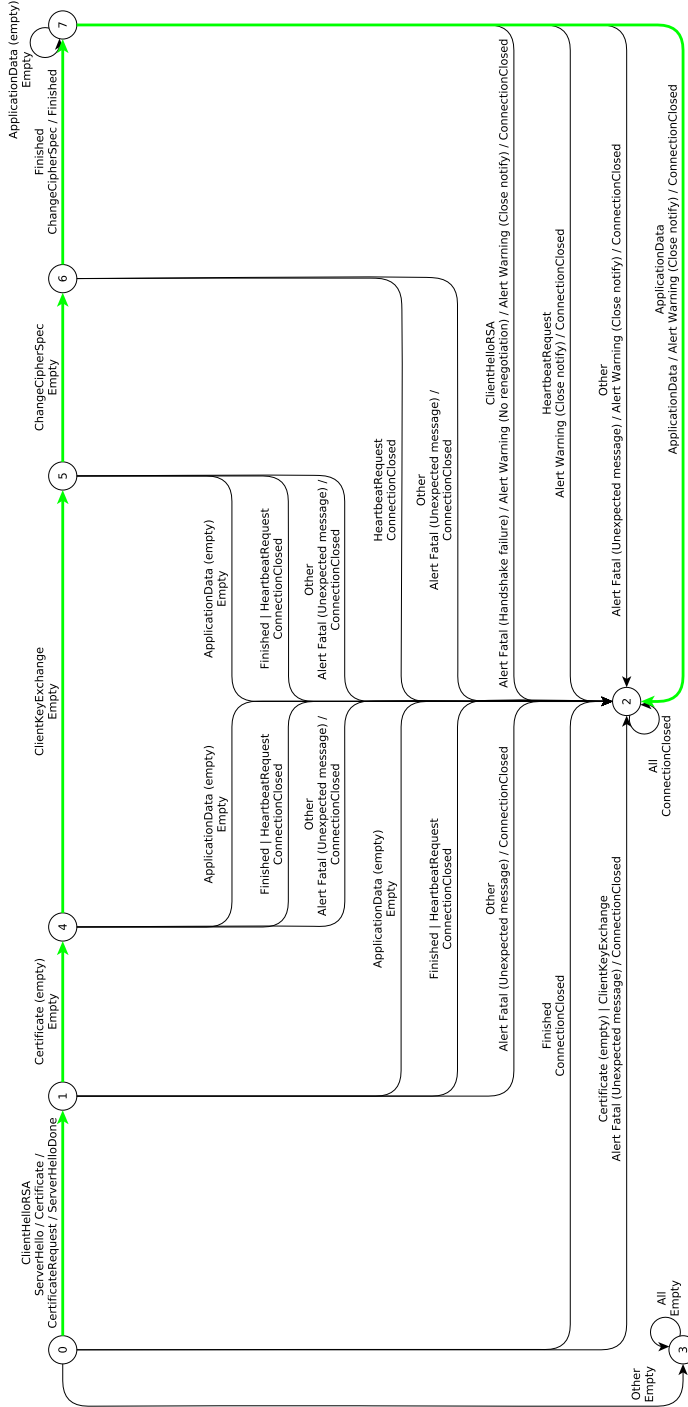 0
ClientHelloRSA
ServerHello / Certificate /
CertificateRequest / ServerHelloDone
1
Certificate (empty)
Empty
4
ClientKeyExchange
Empty
5
ChangeCipherSpec
Empty
6
Finished
ChangeCipherSpec / Finished
7
ApplicationData (empty)
Empty
ApplicationData (empty)
Empty
Finished | HeartbeatRequest
ConnectionClosed
Other
Alert Fatal (Unexpected message) /
ConnectionClosed
ApplicationData (empty)
Empty
Finished | HeartbeatRequest
ConnectionClosed
Other
Alert Fatal (Unexpected message) /
ConnectionClosed
ApplicationData (empty)
Empty
Finished | HeartbeatRequest
ConnectionClosed
Other
Alert Fatal (Unexpected message) / ConnectionClosed
Finished
ConnectionClosed
Certificate (empty) | ClientKeyExchange
Alert Fatal (Unexpected message) / ConnectionClosed
HeartbeatRequest
ConnectionClosed
Other
Alert Fatal (Unexpected message) /
ConnectionClosed
ClientHelloRSA
Alert Fatal (Handshake failure) / Alert Warning (No renegotiation) / Alert Warning (Close notify) / ConnectionClosed
HeartbeatRequest
Alert Warning (Close notify) / ConnectionClosed
Other
Alert Fatal (Unexpected message) / Alert Warning (Close notify) / ConnectionClosed
ApplicationData
ApplicationData / Alert Warning (Close notify) / ConnectionClosed
2
All
ConnectionClosed
Other
Empty
3
All
Empty